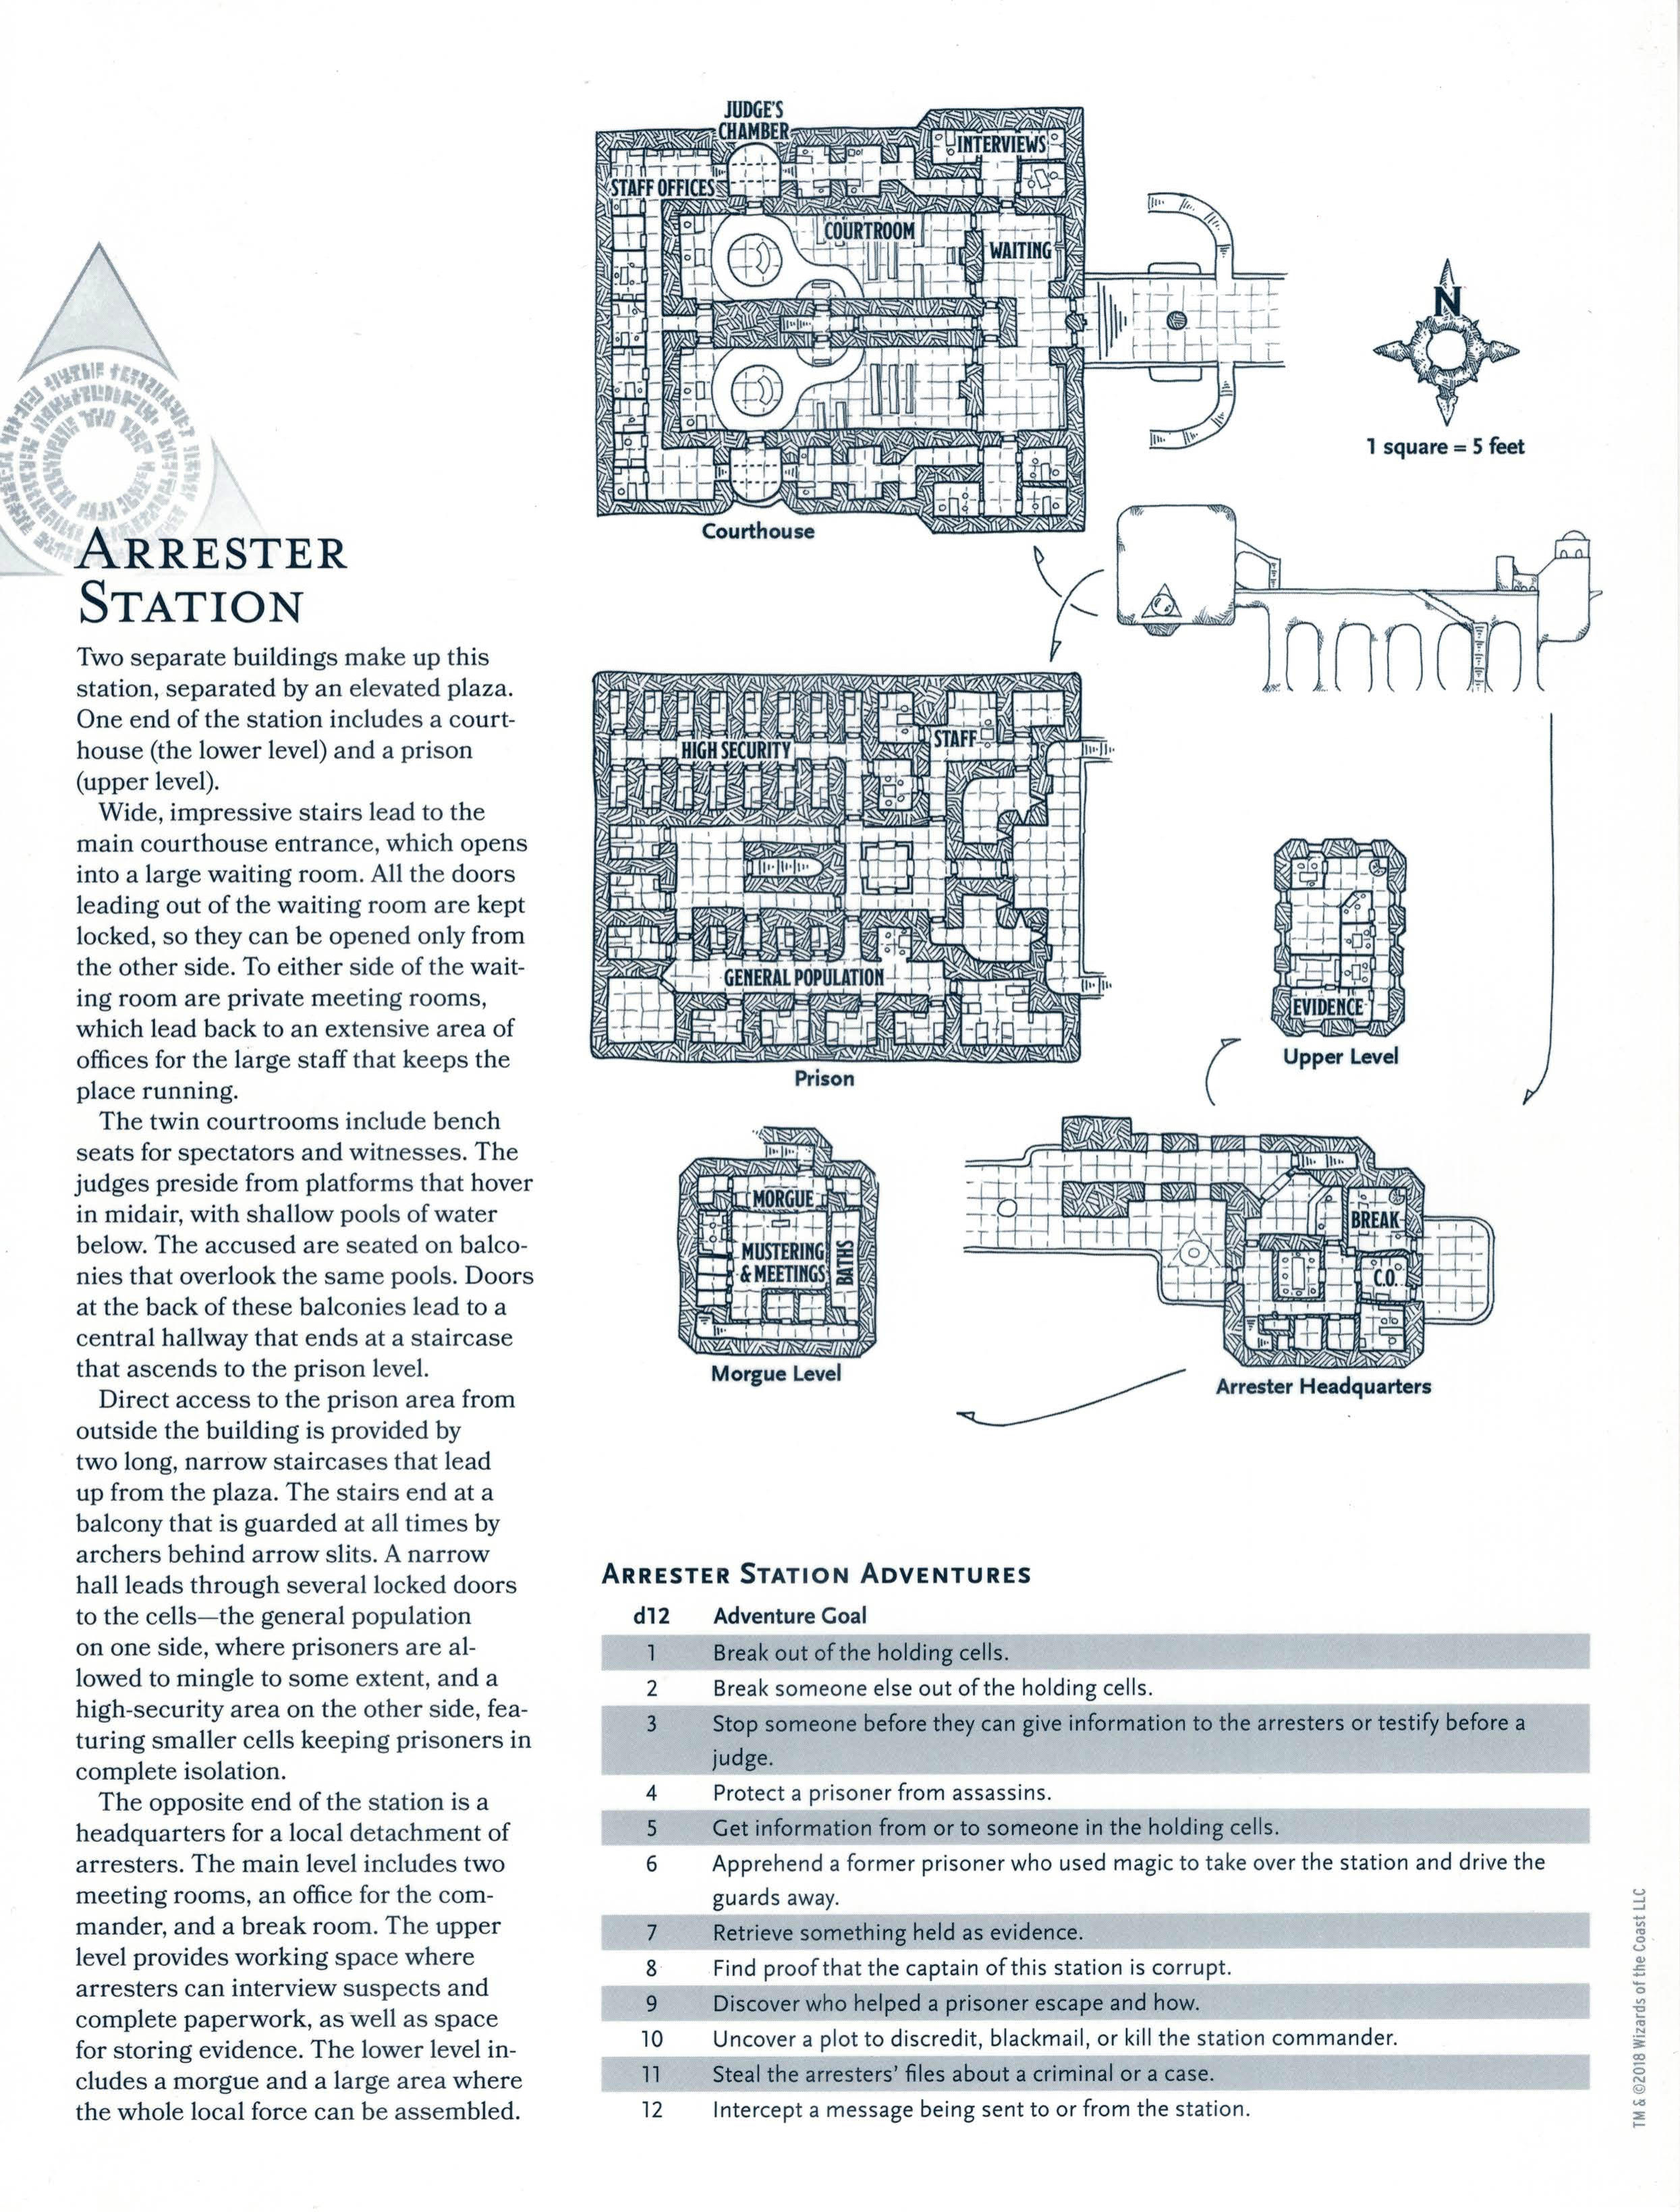 ARRESTER
STATION
Two separate buildings make up this
station, separated by an elevated plaza.
One end of the station includes a court-
house (the lower level) and a prison
(upper level).
Wide, impressive stairs lead to the
main courthouse entrance, which opens
into a large waiting room. All the doors
leading out of the waiting room are kept
locked, so they can be opened only from
the other side. To either side of the wait-
ing room are private meeting rooms,
which lead back to an extensive area of
offices for the large staff that keeps the
place running.
The twin courtrooms include bench
seats for spectators and witnesses. The
judges preside from platforms that hover
in midair, with shallow pools of water
below. The accused are seated on balco-
nies that overlook the same pools. Doors
at the back of these balconies lead to a
central hallway that ends at a staircase
that ascends to the prison level.
Direct access to the prison area from
outside the building is provided by
two long, narrow staircases that lead
up from the plaza. The stairs end at a
balcony that is guarded at all times by
archers behind arrow slits. A narrow
hall leads through several locked doors
to the cells—the general population
on one side, where prisoners are al-
lowed to mingle to some extent, and a
high-security area on the other side, fea-
turing smaller cells keeping prisoners in
complete isolation.
The opposite end of the station is a
headquarters for a local detachment of
arresters. The main level includes two
meeting rooms, an office for the com-
mander, and a break room. The upper
level provides working space where
arresters can interview suspects and
complete paperwork, as well as space
for storing evidence. The lower level in-
cludes a morgue and a large area where
the whole local force can be assembled.
JUDGE'S
CHAMBER
INTERVIEWS
STAFF OFFICES
COURTROOM
WAITING
Courthouse
N
1 square = 5 feet
HIGH SECURITY
STAFF
GENERAL POPULATION
Prison
EVIDENCE
Upper Level
MORGUE
MUSTERING
& MEETINGS
BATHS
Morgue Level
BREAK
C.O.
Arrester Headquarters
ARRESTER STATION ADVENTURES
d12 Adventure Goal
1 Break out of the holding cells.
2 Break someone else out of the holding cells.
3 Stop someone before they can give information to the arresters or testify before a
judge.
4 Protect a prisoner from assassins.
5 Get information from or to someone in the holding cells.
6 Apprehend a former prisoner who used magic to take over the station and drive the
guards away.
7 Retrieve something held as evidence.
8 Find proof that the captain of this station is corrupt.
9 Discover who helped a prisoner escape and how.
10 Uncover a plot to discredit, blackmail, or kill the station commander.
11 Steal the arresters' files about a criminal or a case.
12 Intercept a message being sent to or from the station.
TM & ©2018 Wizards of the Coast LLC